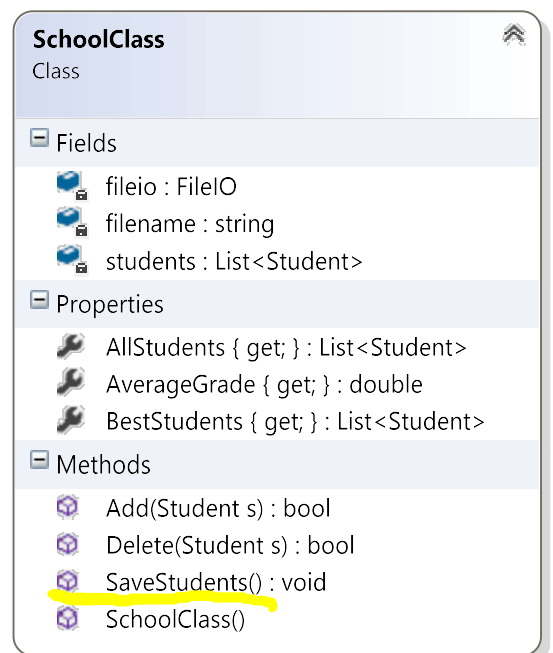 SchoolClass
Class
Fields
fileio : FileIO
filename : string
students : List<Student>
Properties
AllStudents { get; } : List<Student>
AverageGrade { get; } : double
BestStudents { get; } : List<Student>
Methods
Add(Student s) : bool
Delete(Student s) : bool
SaveStudents() : void
SchoolClass()